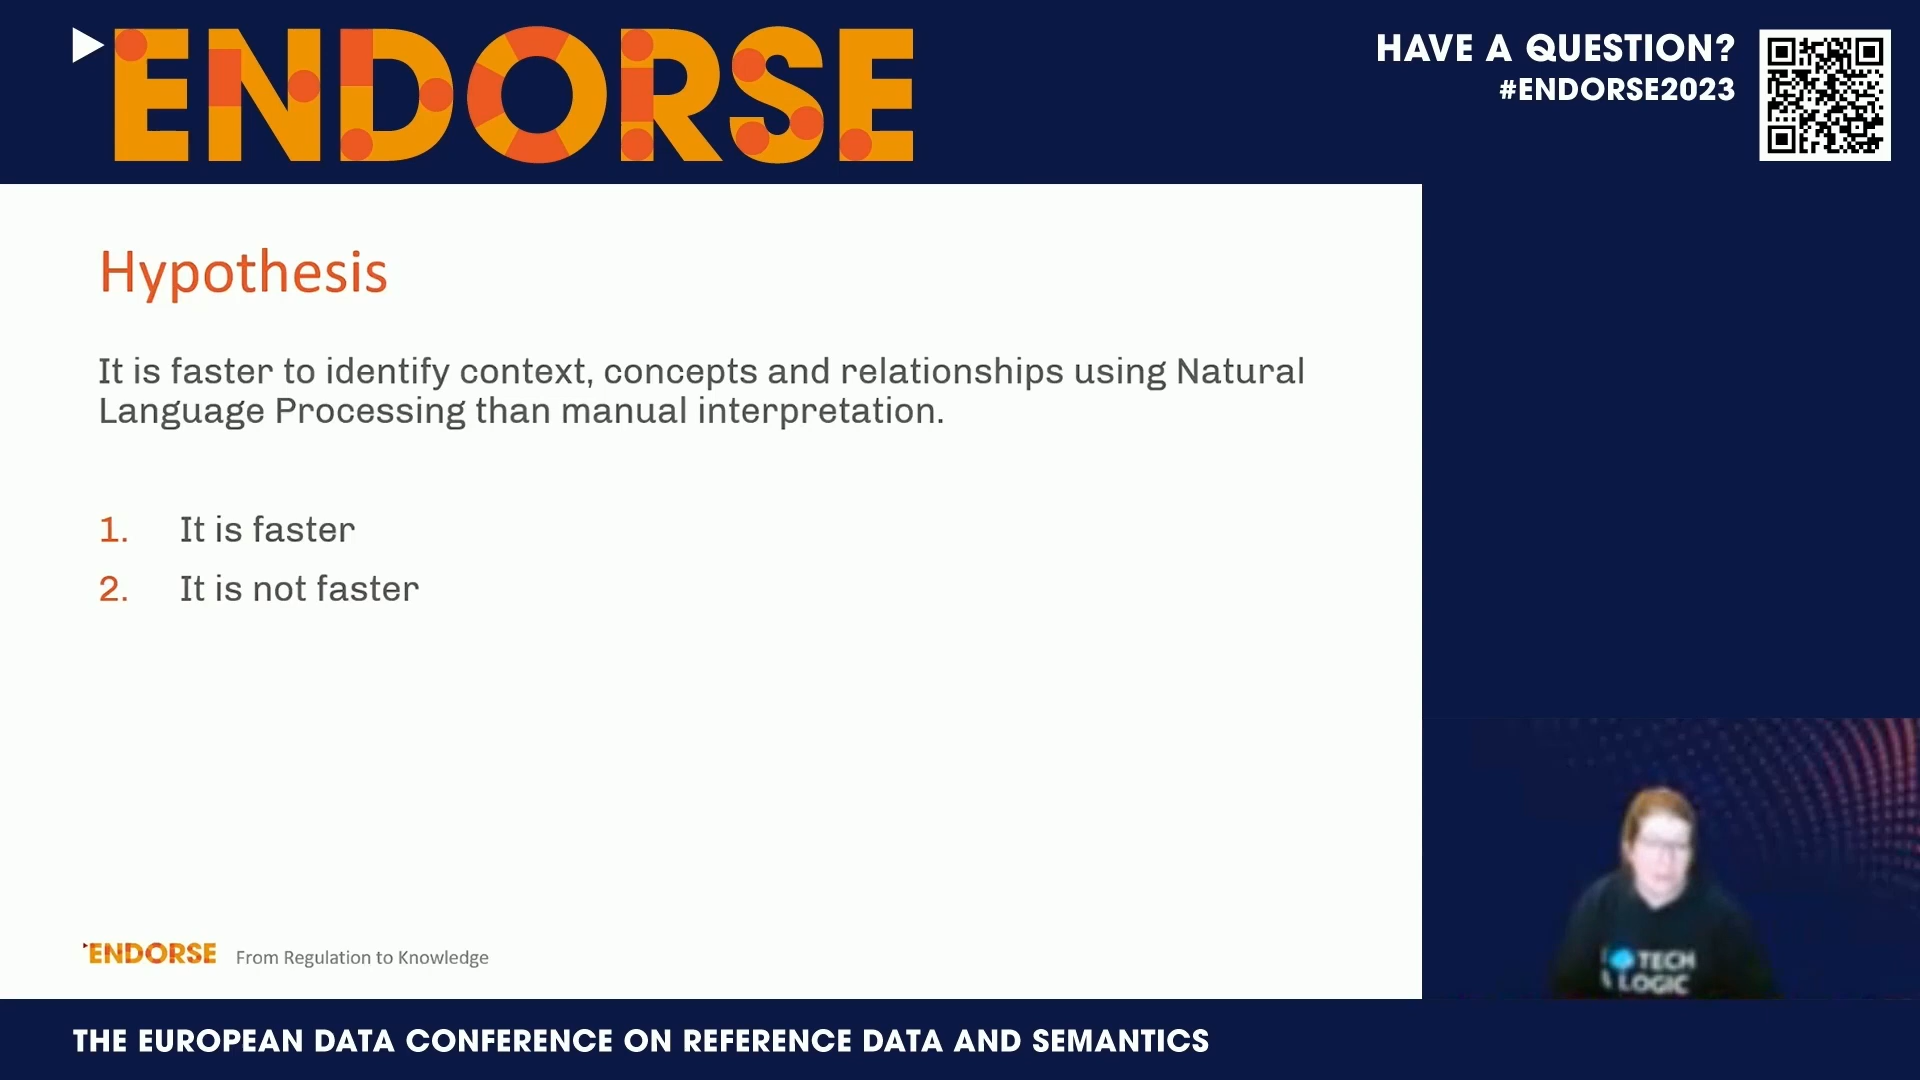 ENDORSE
HAVE A QUESTION?
#ENDORSE2023
Hypothesis
It is faster to identify context, concepts and relationships using Natural
Language Processing than manual interpretation.
1. It is faster
2. It is not faster
ENDORSE From Regulation to Knowledge
TECH
LOGIC
THE EUROPEAN DATA CONFERENCE ON REFERENCE DATA AND SEMANTICS